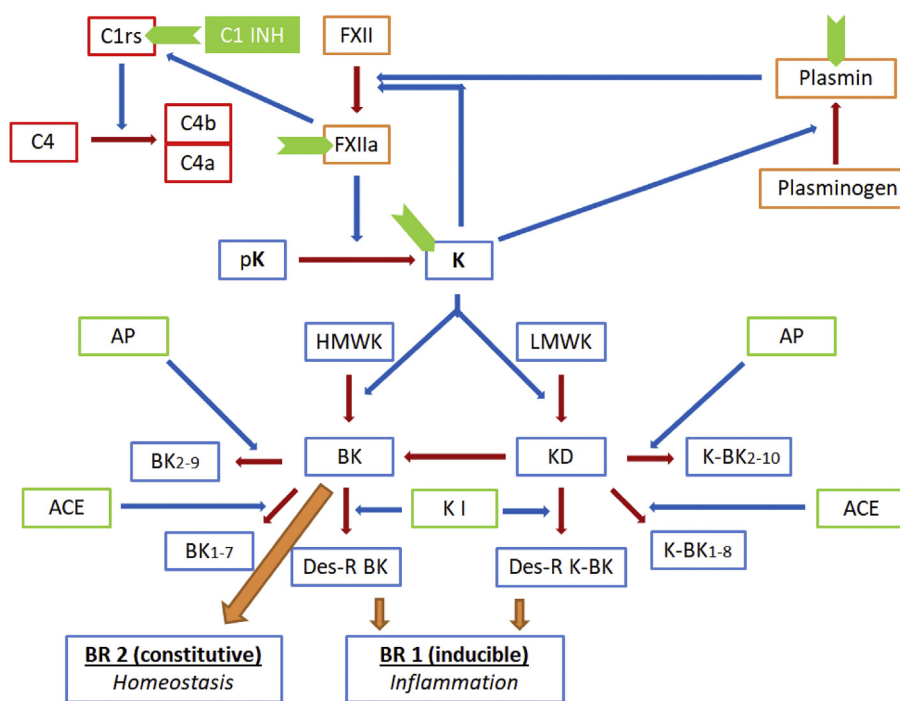 C1rs
C1 INH
FXII
Plasmin
C4b
C4
C4a
FXIIa
Plasminogen
pK
K
AP
HMWK
LMWK
AP
BK2-9
BK
KD
K-BK2-10
ACE
K I
ACE
BK1-7
Des-R BK
Des-R K-BK
K-BK1-8
BR 2 (constitutive)
Homeostasis
BR 1 (inducible)
Inflammation